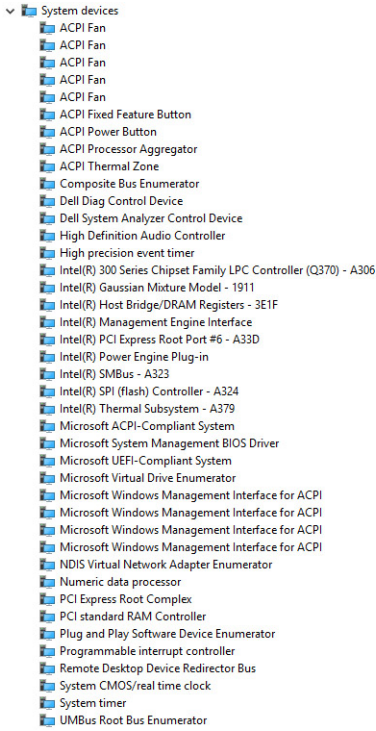 System devices
ACPI Fan
ACPI Fan
ACPI Fan
ACPI Fan
ACPI Fan
ACPI Fixed Feature Button
ACPI Power Button
ACPI Processor Aggregator
ACPI Thermal Zone
Composite Bus Enumerator
Dell Diag Control Device
Dell System Analyzer Control Device
High Definition Audio Controller
High precision event timer
Intel(R) 300 Series Chipset Family LPC Controller (Q370) - A306
Intel(R) Gaussian Mixture Model - 1911
Intel(R) Host Bridge/DRAM Registers - 3E1F
Intel(R) Management Engine Interface
Intel(R) PCI Express Root Port #6 - A33D
Intel(R) Power Engine Plug-in
Intel(R) SMBus - A323
Intel(R) SPI (flash) Controller - A324
Intel(R) Thermal Subsystem - A379
Microsoft ACPI-Compliant System
Microsoft System Management BIOS Driver
Microsoft UEFI-Compliant System
Microsoft Virtual Drive Enumerator
Microsoft Windows Management Interface for ACPI
Microsoft Windows Management Interface for ACPI
Microsoft Windows Management Interface for ACPI
Microsoft Windows Management Interface for ACPI
NDIS Virtual Network Adapter Enumerator
Numeric data processor
PCI Express Root Complex
PCI standard RAM Controller
Plug and Play Software Device Enumerator
Programmable interrupt controller
Remote Desktop Device Redirector Bus
System CMOS/real time clock
System timer
UMBus Root Bus Enumerator